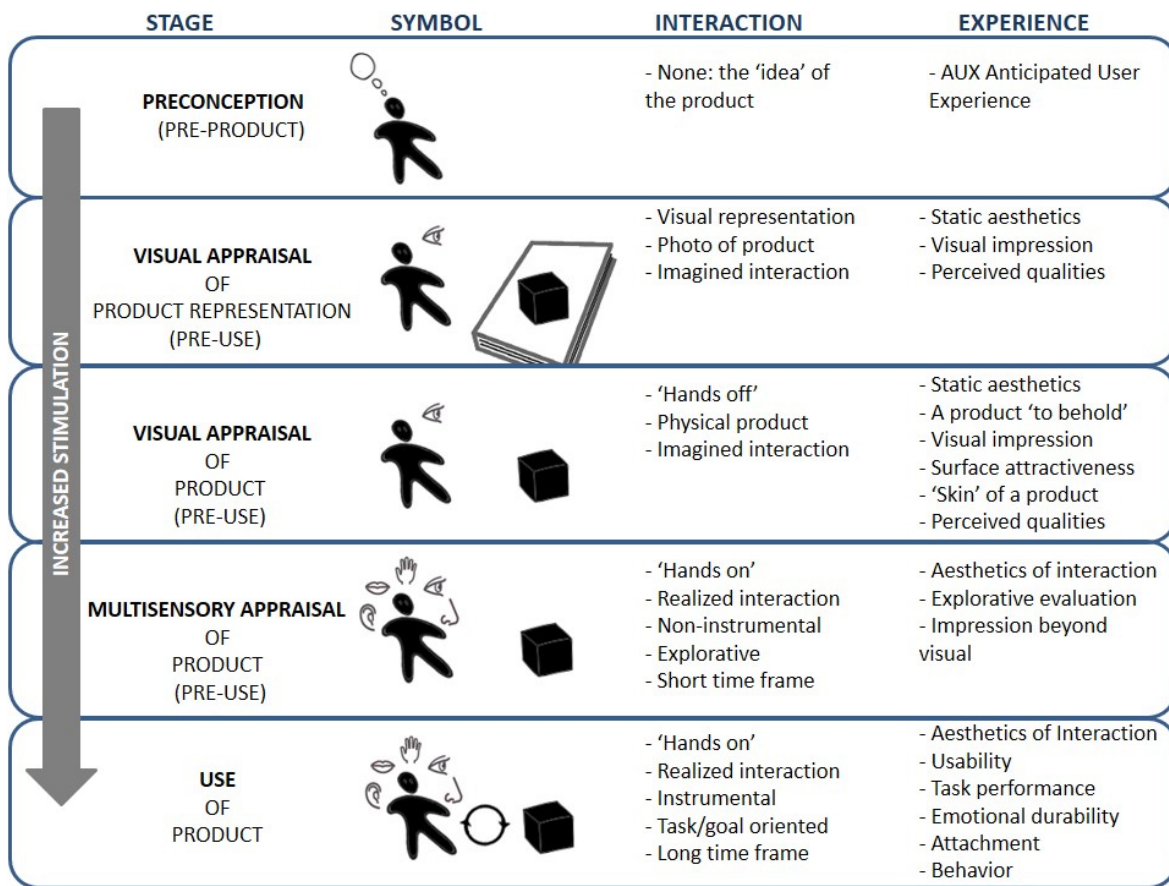 STAGE SYMBOL INTERACTION EXPERIENCE
INCREASED STIMULATION
PRECONCEPTION
(PRE-PRODUCT)
- None: the ‘idea’ of
the product
- AUX Anticipated User
Experience
VISUAL APPRAISAL
OF
PRODUCT REPRESENTATION
(PRE-USE)
- Visual representation
- Photo of product
- Imagined interaction
- Static aesthetics
- Visual impression
- Perceived qualities
VISUAL APPRAISAL
OF
PRODUCT
(PRE-USE)
- ‘Hands off’
- Physical product
- Imagined interaction
- Static aesthetics
- A product ‘to behold’
- Visual impression
- Surface attractiveness
- ‘Skin’ of a product
- Perceived qualities
MULTISENSORY APPRAISAL
OF
PRODUCT
(PRE-USE)
- ‘Hands on’
- Realized interaction
- Non-instrumental
- Explorative
- Short time frame
- Aesthetics of interaction
- Explorative evaluation
- Impression beyond
visual
USE
OF
PRODUCT
- ‘Hands on’
- Realized interaction
- Instrumental
- Task/goal oriented
- Long time frame
- Aesthetics of Interaction
- Usability
- Task performance
- Emotional durability
- Attachment
- Behavior